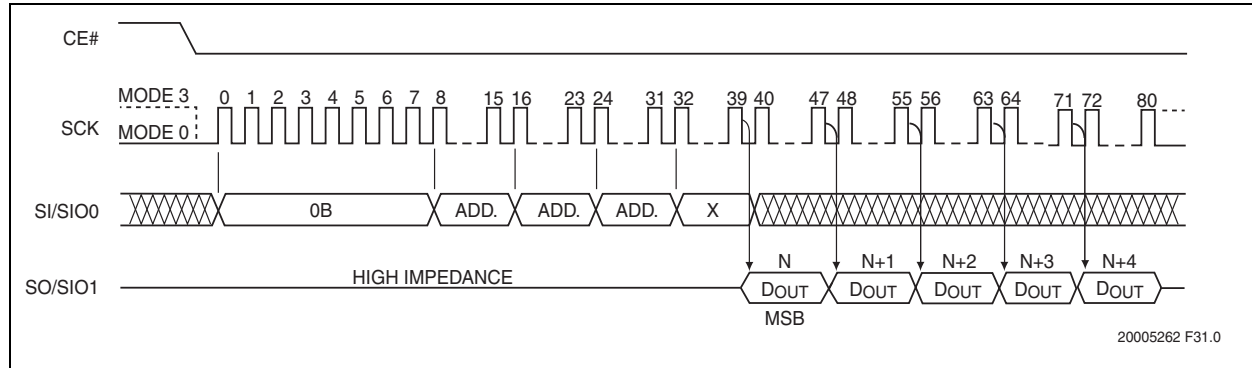 CE#
MODE 3 0 1 2 3 4 5 6 7 8 15 16 23 24 31 32 39 40 47 48 55 56 63 64 71 72 80
SCK
MODE 0
SI/SIO0 0B ADD. ADD. ADD. X
N N+1 N+2 N+3 N+4
SO/SIO1 HIGH IMPEDANCE DOUT DOUT DOUT DOUT DOUT
MSB
20005262 F31.0